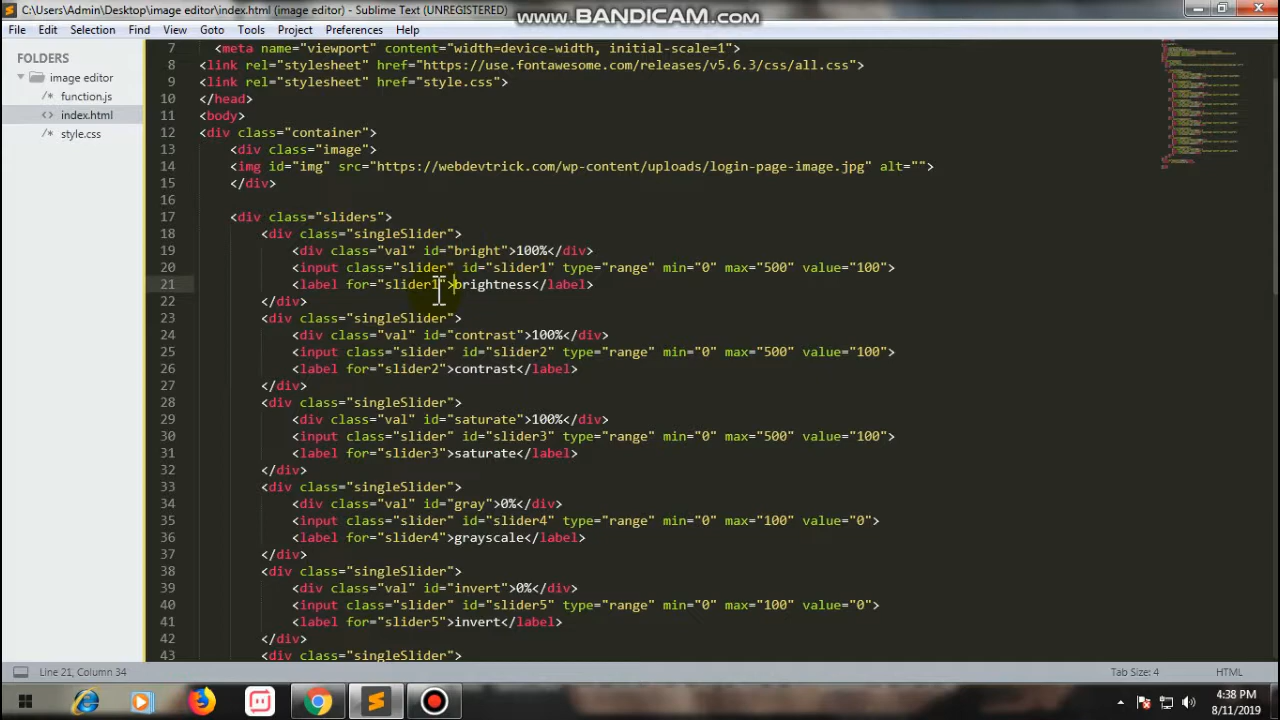 C:\Users\Admin\Desktop\image editor\index.html (image editor) - Sublime Text (UNREGISTERED)
www.BANDICAM.com
File Edit Selection Find View Goto Tools Project Preferences Help
FOLDERS
image editor
/* function.js
<> index.html
/* style.css
7 <meta name="viewport" content="width=device-width, initial-scale=1">
8 <link rel="stylesheet" href="https://use.fontawesome.com/releases/v5.6.3/css/all.css">
9 <link rel="stylesheet" href="style.css">
10 </head>
11 <body>
12 <div class="container">
13 <div class="image">
14 <img id="img" src="https://webdevtrick.com/wp-content/uploads/login-page-image.jpg" alt="">
15 </div>
16
17 <div class="sliders">
18 <div class="singleSlider">
19 <div class="val" id="bright">100%</div>
20 <input class="slider" id="slider1" type="range" min="0" max="500" value="100">
21 <label for="slider1">brightness</label>
22 </div>
23 <div class="singleSlider">
24 <div class="val" id="contrast">100%</div>
25 <input class="slider" id="slider2" type="range" min="0" max="500" value="100">
26 <label for="slider2">contrast</label>
27 </div>
28 <div class="singleSlider">
29 <div class="val" id="saturate">100%</div>
30 <input class="slider" id="slider3" type="range" min="0" max="500" value="100">
31 <label for="slider3">saturate</label>
32 </div>
33 <div class="singleSlider">
34 <div class="val" id="gray">0%</div>
35 <input class="slider" id="slider4" type="range" min="0" max="100" value="0">
36 <label for="slider4">grayscale</label>
37 </div>
38 <div class="singleSlider">
39 <div class="val" id="invert">0%</div>
40 <input class="slider" id="slider5" type="range" min="0" max="100" value="0">
41 <label for="slider5">invert</label>
42 </div>
43 <div class="singleSlider">
Line 21, Column 34
Tab Size: 4
HTML
4:38 PM
8/11/2019